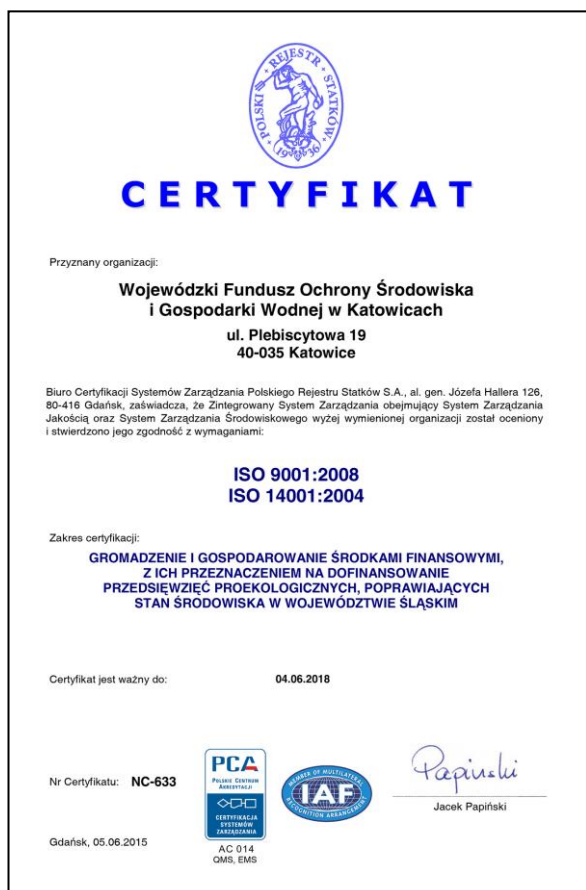 POLSKI REJESTR STATKÓW
1936
CERTYFIKAT
Przyznany organizacji:
Wojewódzki Fundusz Ochrony Środowiska
i Gospodarki Wodnej w Katowicach
ul. Plebiscytowa 19
40-035 Katowice
Biuro Certyfikacji Systemów Zarządzania Polskiego Rejestru Statków S.A., al. gen. Józefa Hallera 126,
80-416 Gdańsk, zaświadcza, że Zintegrowany System Zarządzania obejmujący System Zarządzania
Jakością oraz System Zarządzania Środowiskowego wyżej wymienionej organizacji został oceniony
i stwierdzono jego zgodność z wymaganiami:
ISO 9001:2008
ISO 14001:2004
Zakres certyfikacji:
GROMADZENIE I GOSPODAROWANIE ŚRODKAMI FINANSOWYMI,
Z ICH PRZEZNACZENIEM NA DOFINANSOWANIE
PRZEDSIĘWZIĘĆ PROEKOLOGICZNYCH, POPRAWIAJĄCYCH
STAN ŚRODOWISKA W WOJEWÓDZTWIE ŚLĄSKIM
Certyfikat jest ważny do: 04.06.2018
Nr Certyfikatu: NC-633
Gdańsk, 05.06.2015
PCA
POLSKIE CENTRUM
AKREDYTACJI
CERTYFIKACJA
SYSTEMÓW
ZARZĄDZANIA
AC 014
QMS, EMS
MEMBER OF MULTILATERAL
IAF
RECOGNITION ARRANGEMENT
Papiński
Jacek Papiński